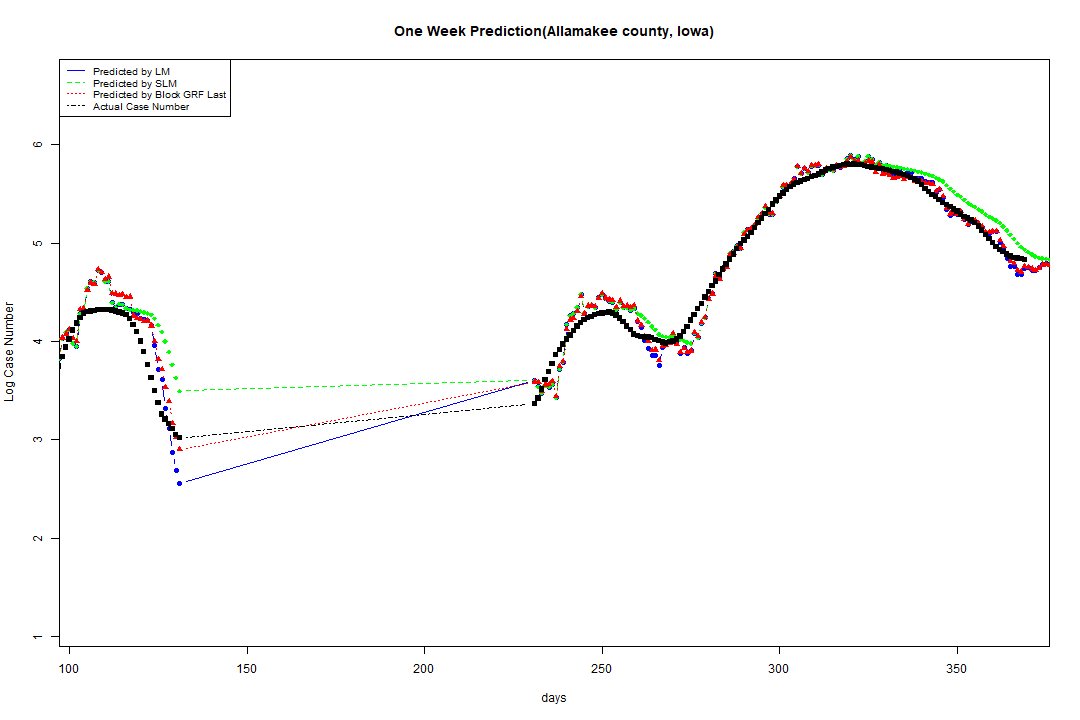 One Week Prediction(Allamakee county, Iowa)
Predicted by LM
Predicted by SLM
Predicted by Block GRF Last
Actual Case Number
6
5
4
3
2
1
Log Case Number
100 150 200 250 300 350
days